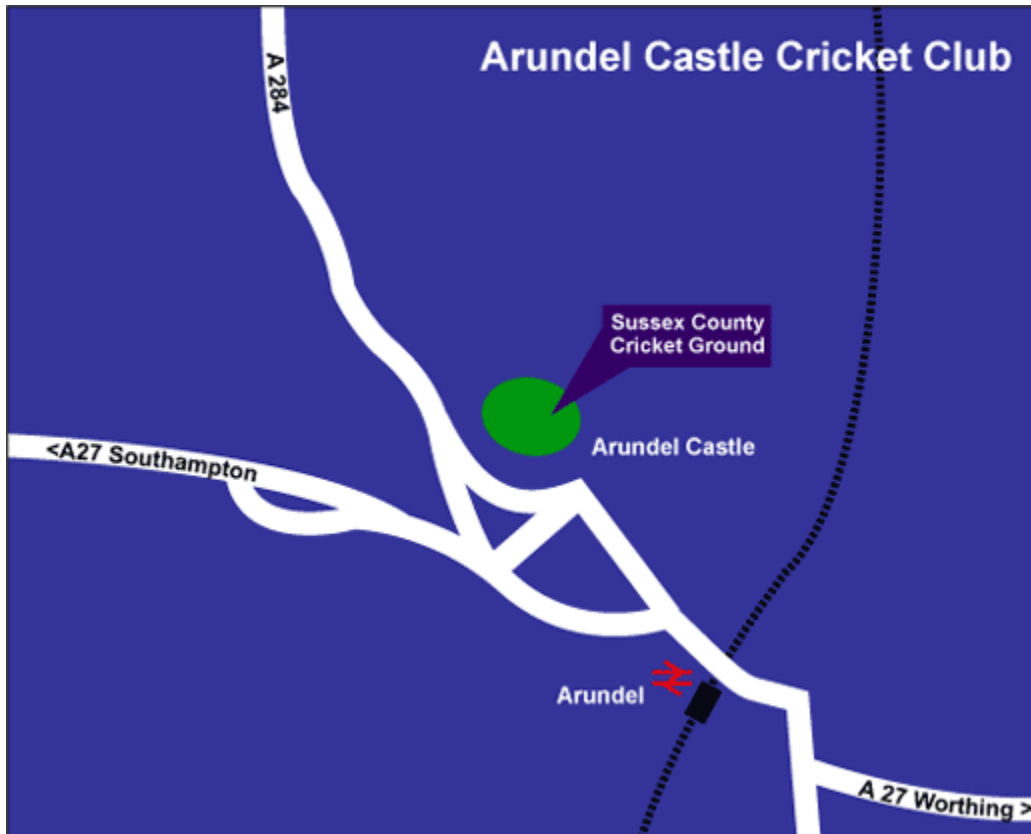 Arundel Castle Cricket Club
A 284
Sussex County
Cricket Ground
Arundel Castle
<A27 Southampton
Arundel
A 27 Worthing >